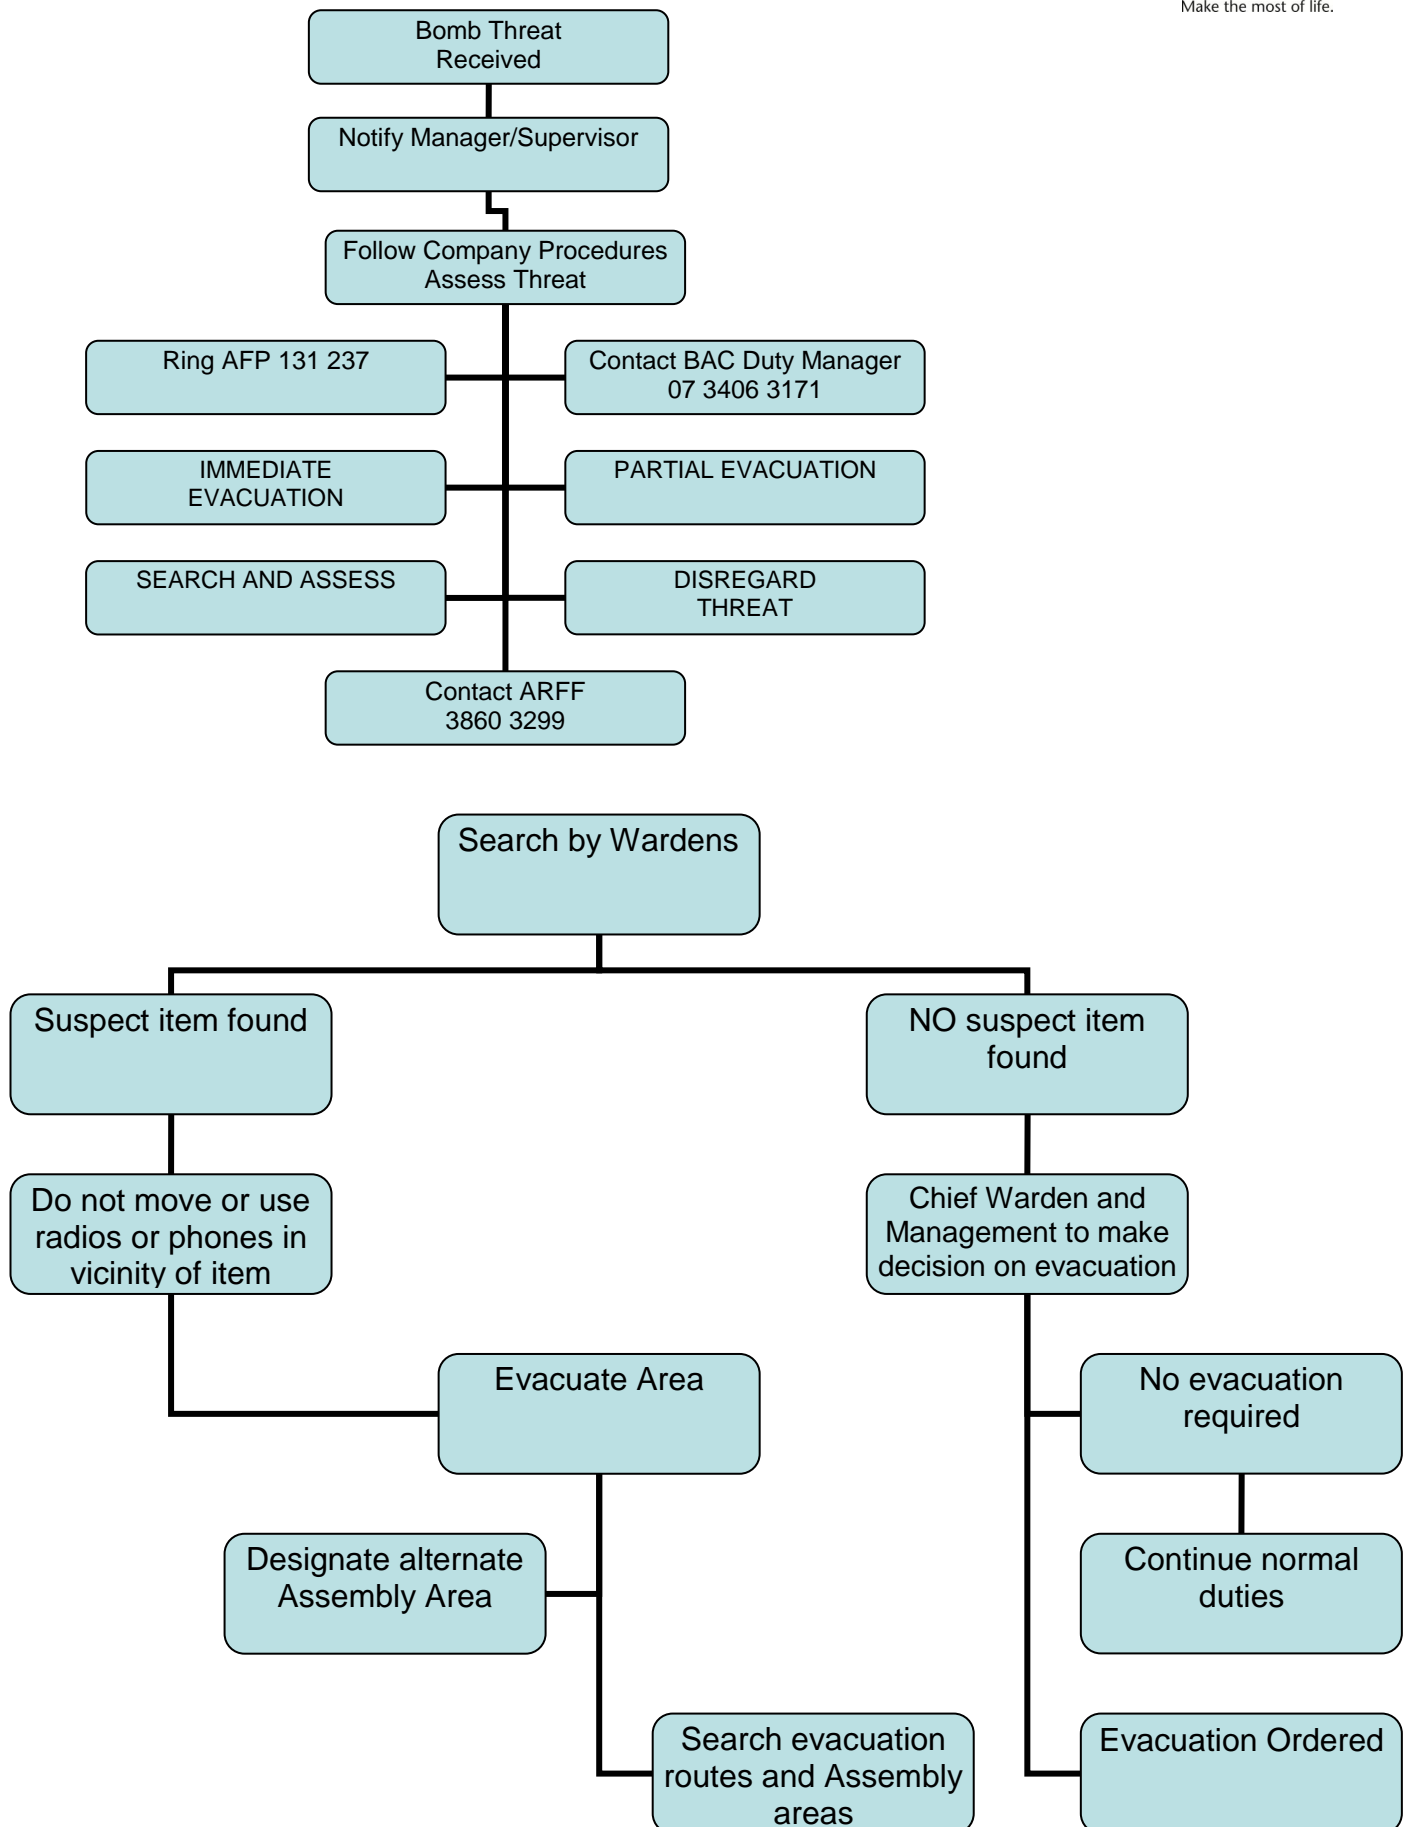 Make the most of life.
Bomb Threat
Received
Notify Manager/Supervisor
Follow Company Procedures
Assess Threat
Ring AFP 131 237
Contact BAC Duty Manager
07 3406 3171
IMMEDIATE
EVACUATION
PARTIAL EVACUATION
SEARCH AND ASSESS
DISREGARD
THREAT
Contact ARFF
3860 3299
Search by Wardens
Suspect item found
NO suspect item
found
Do not move or use
radios or phones in
vicinity of item
Chief Warden and
Management to make
decision on evacuation
Evacuate Area
No evacuation
required
Designate alternate
Assembly Area
Continue normal
duties
Search evacuation
routes and Assembly
areas
Evacuation Ordered